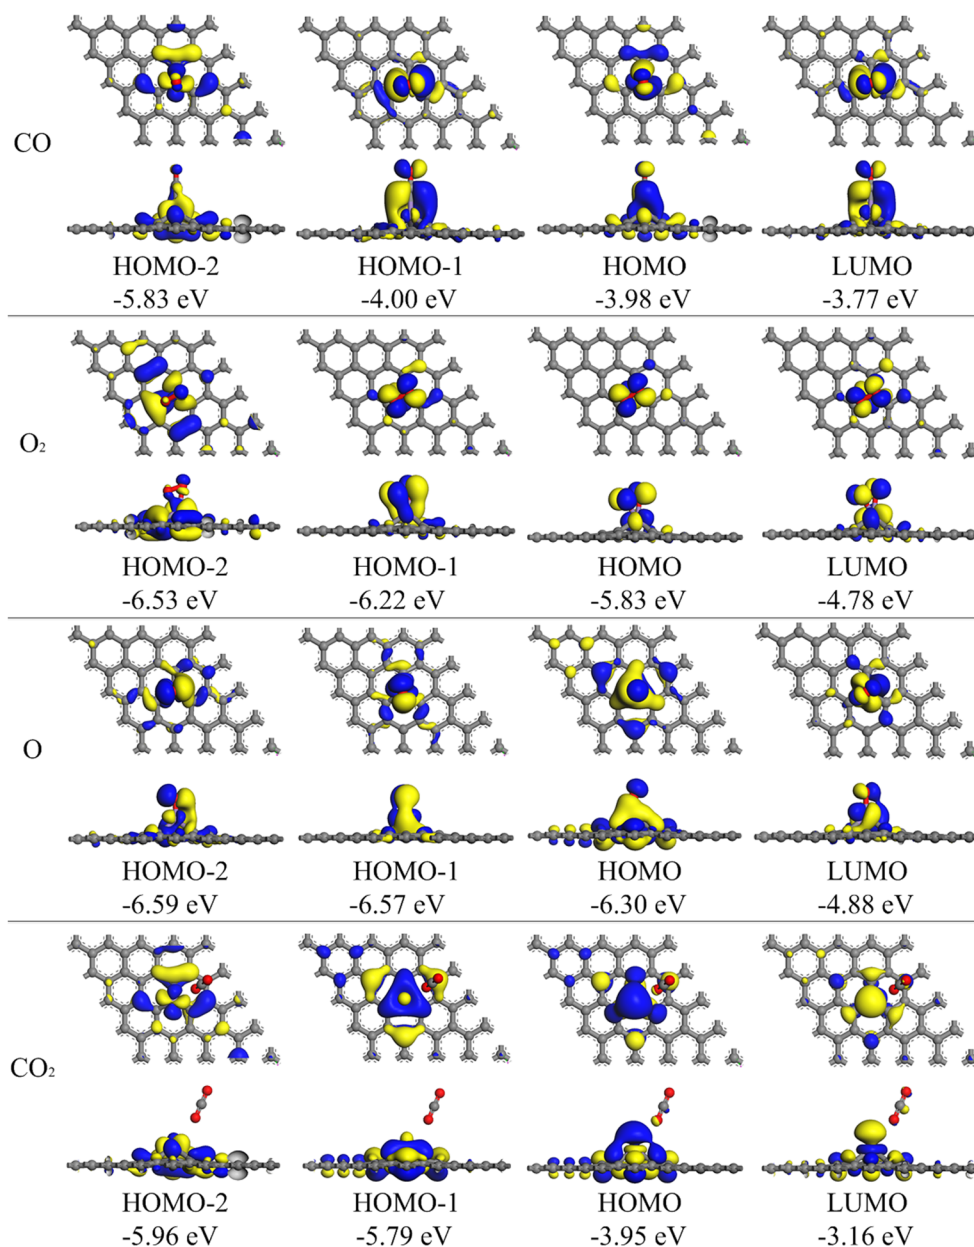 CO
HOMO-2 HOMO-1 HOMO LUMO
-5.83 eV -4.00 eV -3.98 eV -3.77 eV
O₂
HOMO-2 HOMO-1 HOMO LUMO
-6.53 eV -6.22 eV -5.83 eV -4.78 eV
O
HOMO-2 HOMO-1 HOMO LUMO
-6.59 eV -6.57 eV -6.30 eV -4.88 eV
CO₂
HOMO-2 HOMO-1 HOMO LUMO
-5.96 eV -5.79 eV -3.95 eV -3.16 eV